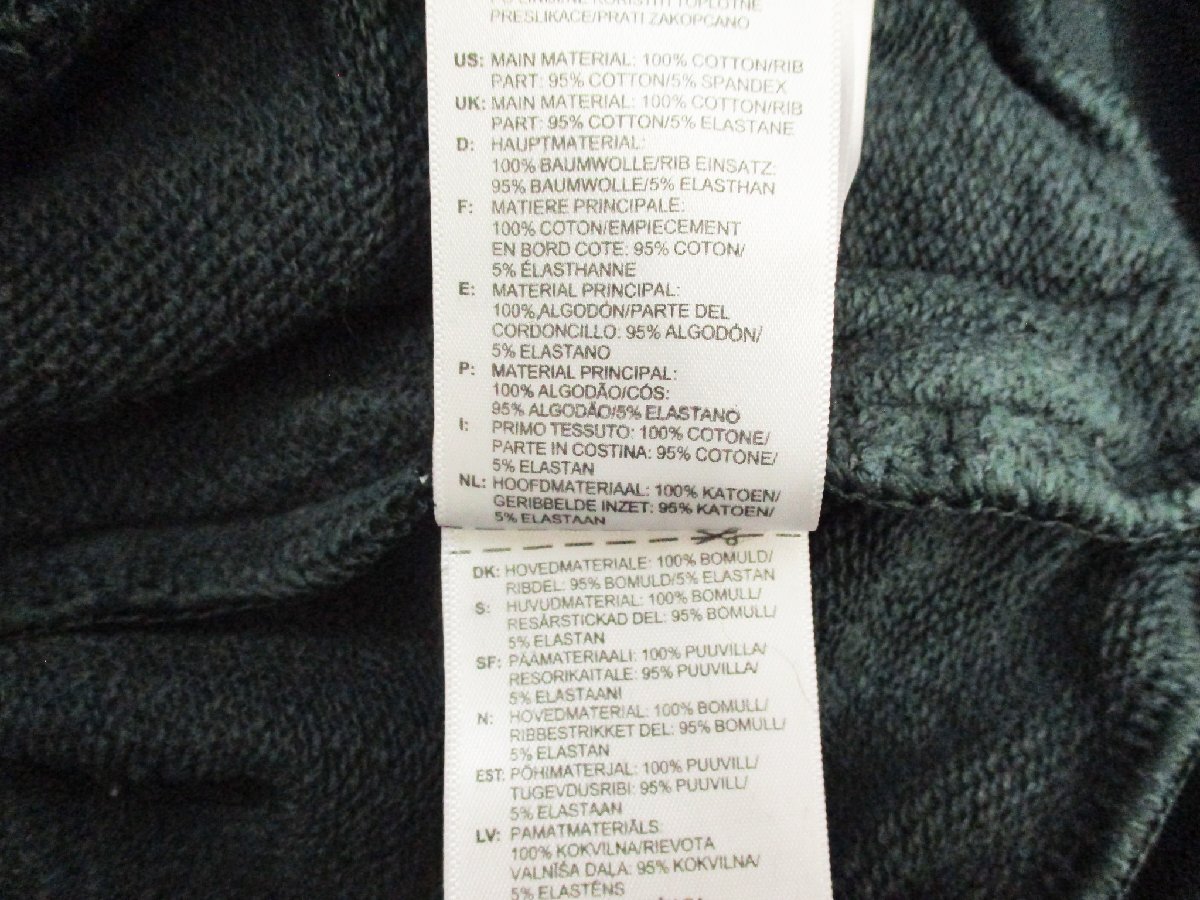 PRESLIKACE/PRATI ZAKOPCANO
US: MAIN MATERIAL: 100% COTTON/RIB
PART: 95% COTTON/5% SPANDEX
UK: MAIN MATERIAL: 100% COTTON/RIB
PART: 95% COTTON/5% ELASTANE
D: HAUPTMATERIAL:
100% BAUMWOLLE/RIB EINSATZ:
95% BAUMWOLLE/5% ELASTHAN
F: MATIERE PRINCIPALE:
100% COTON/EMPIECEMENT
EN BORD COTE: 95% COTON/
5% ÉLASTHANNE
E: MATERIAL PRINCIPAL:
100% ALGODÓN/PARTE DEL
CORDONCILLO: 95% ALGODÓN/
5% ELASTANO
P: MATERIAL PRINCIPAL:
100% ALGODÃO/CÓS:
95% ALGODÃO/5% ELASTANO
I: PRIMO TESSUTO: 100% COTONE/
PARTE IN COSTINA: 95% COTONE/
5% ELASTAN
NL: HOOFDMATERIAAL: 100% KATOEN/
GERIBBELDE INZET: 95% KATOEN/
5% ELASTAAN
DK: HOVEDMATERIALE: 100% BOMULD/
RIBDEL: 95% BOMULD/5% ELASTAN
S: HUVUDMATERIAL: 100% BOMULL/
RESÅRSTICKAD DEL: 95% BOMULL/
5% ELASTAN
SF: PÄÄMATERIAALI: 100% PUUVILLA/
RESORIKAITALE: 95% PUUVILLA/
5% ELASTAANI
N: HOVEDMATERIAL: 100% BOMULL/
RIBBESTRIKKET DEL: 95% BOMULL/
5% ELASTAN
EST: PÕHIMATERJAL: 100% PUUVILL/
TUGEVDUSRIBI: 95% PUUVILL/
5% ELASTAAN
LV: PAMATMATERIĀLS:
100% KOKVILNA/RIEVOTA
VALNĪŠA DAĻA: 95% KOKVILNA/
5% ELASTĒNS